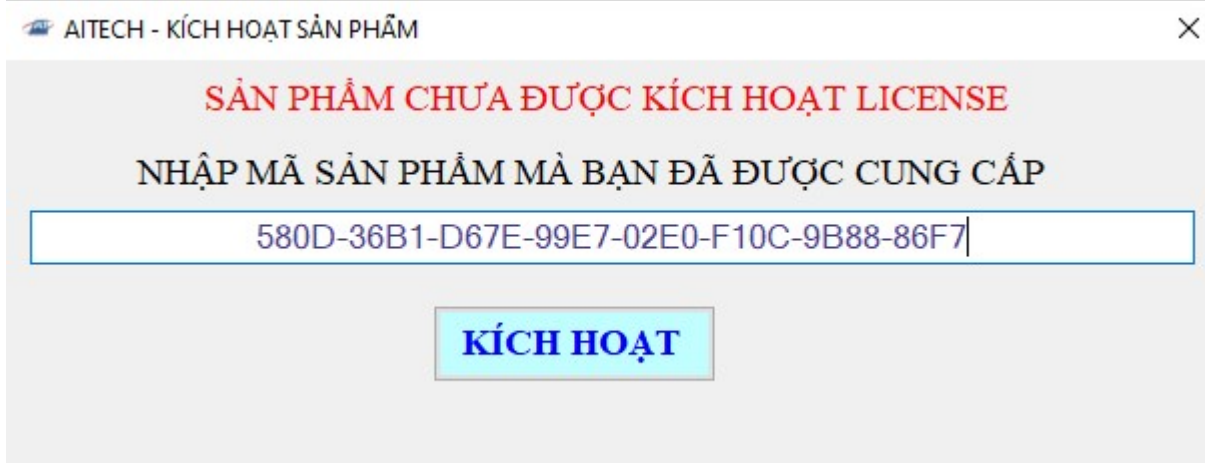 AITECH - KÍCH HOẠT SẢN PHẨM
SẢN PHẨM CHƯA ĐƯỢC KÍCH HOẠT LICENSE
NHẬP MÃ SẢN PHẨM MÀ BẠN ĐÃ ĐƯỢC CUNG CẤP
580D-36B1-D67E-99E7-02E0-F10C-9B88-86F7
KÍCH HOẠT